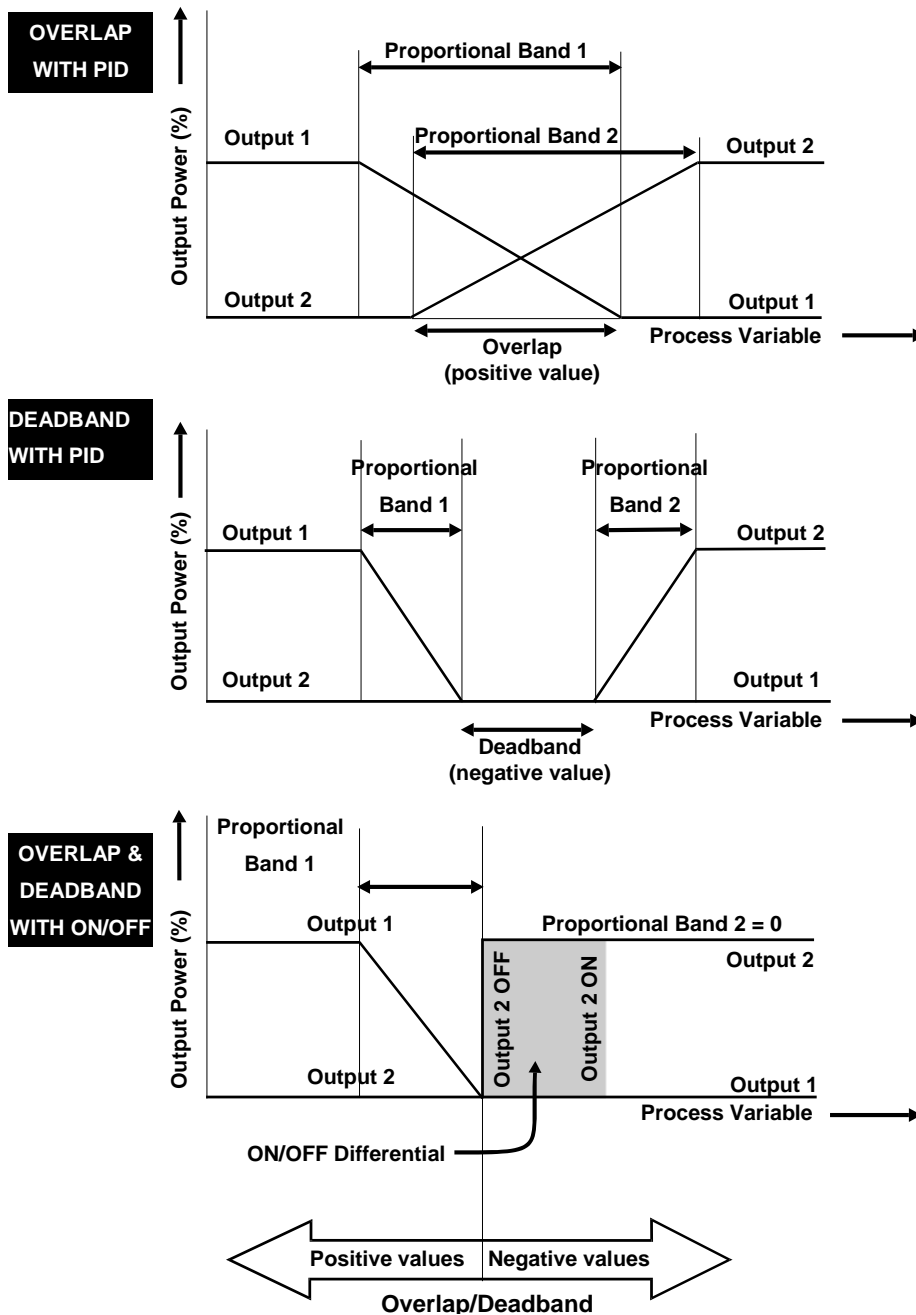 OVERLAP
WITH PID
Output Power (%)
Proportional Band 1
Output 1
Proportional Band 2
Output 2
Output 2
Output 1
Process Variable
Overlap
(positive value)
DEADBAND
WITH PID
Output Power (%)
Proportional
Band 1
Proportional
Band 2
Output 1
Output 2
Output 2
Output 1
Process Variable
Deadband
(negative value)
OVERLAP &
DEADBAND
WITH ON/OFF
Output Power (%)
Proportional
Band 1
Output 1
Proportional Band 2 = 0
Output 2
Output 2 OFF
Output 2 ON
Output 2
Output 1
Process Variable
ON/OFF Differential
Positive values
Negative values
Overlap/Deadband